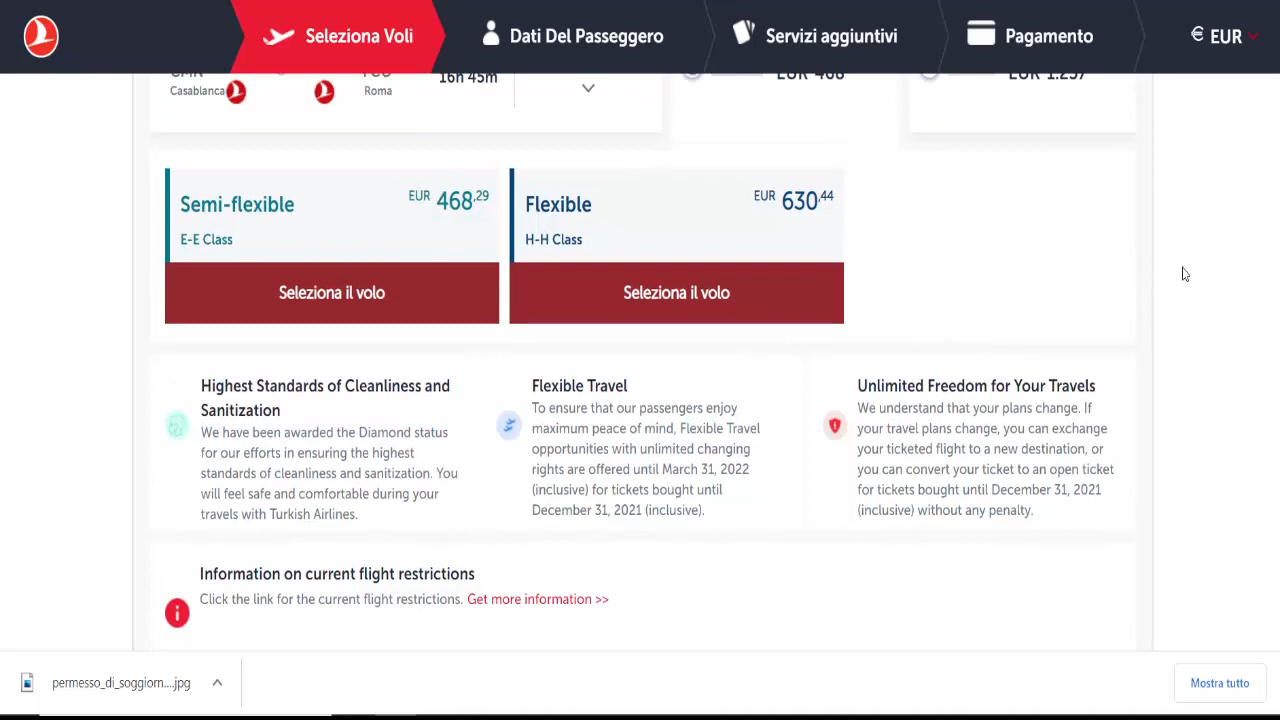 Seleziona Voli
Dati Del Passeggero
Servizi aggiuntivi
Pagamento
€ EUR
16h 45m
Casablanca
Roma
Semi-flexible
EUR 468,29
E-E Class
Seleziona il volo
Flexible
EUR 630,44
H-H Class
Seleziona il volo
Highest Standards of Cleanliness and
Sanitization
We have been awarded the Diamond status
for our efforts in ensuring the highest
standards of cleanliness and sanitization. You
will feel safe and comfortable during your
travels with Turkish Airlines.
Flexible Travel
To ensure that our passengers enjoy
maximum peace of mind, Flexible Travel
opportunities with unlimited changing
rights are offered until March 31, 2022
(inclusive) for tickets bought until
December 31, 2021 (inclusive).
Unlimited Freedom for Your Travels
We understand that your plans change. If
your travel plans change, you can exchange
your ticketed flight to a new destination, or
you can convert your ticket to an open ticket
for tickets bought until December 31, 2021
(inclusive) without any penalty.
Information on current flight restrictions
Click the link for the current flight restrictions. Get more information >>
permesso_di_soggiorn....jpg
Mostra tutto